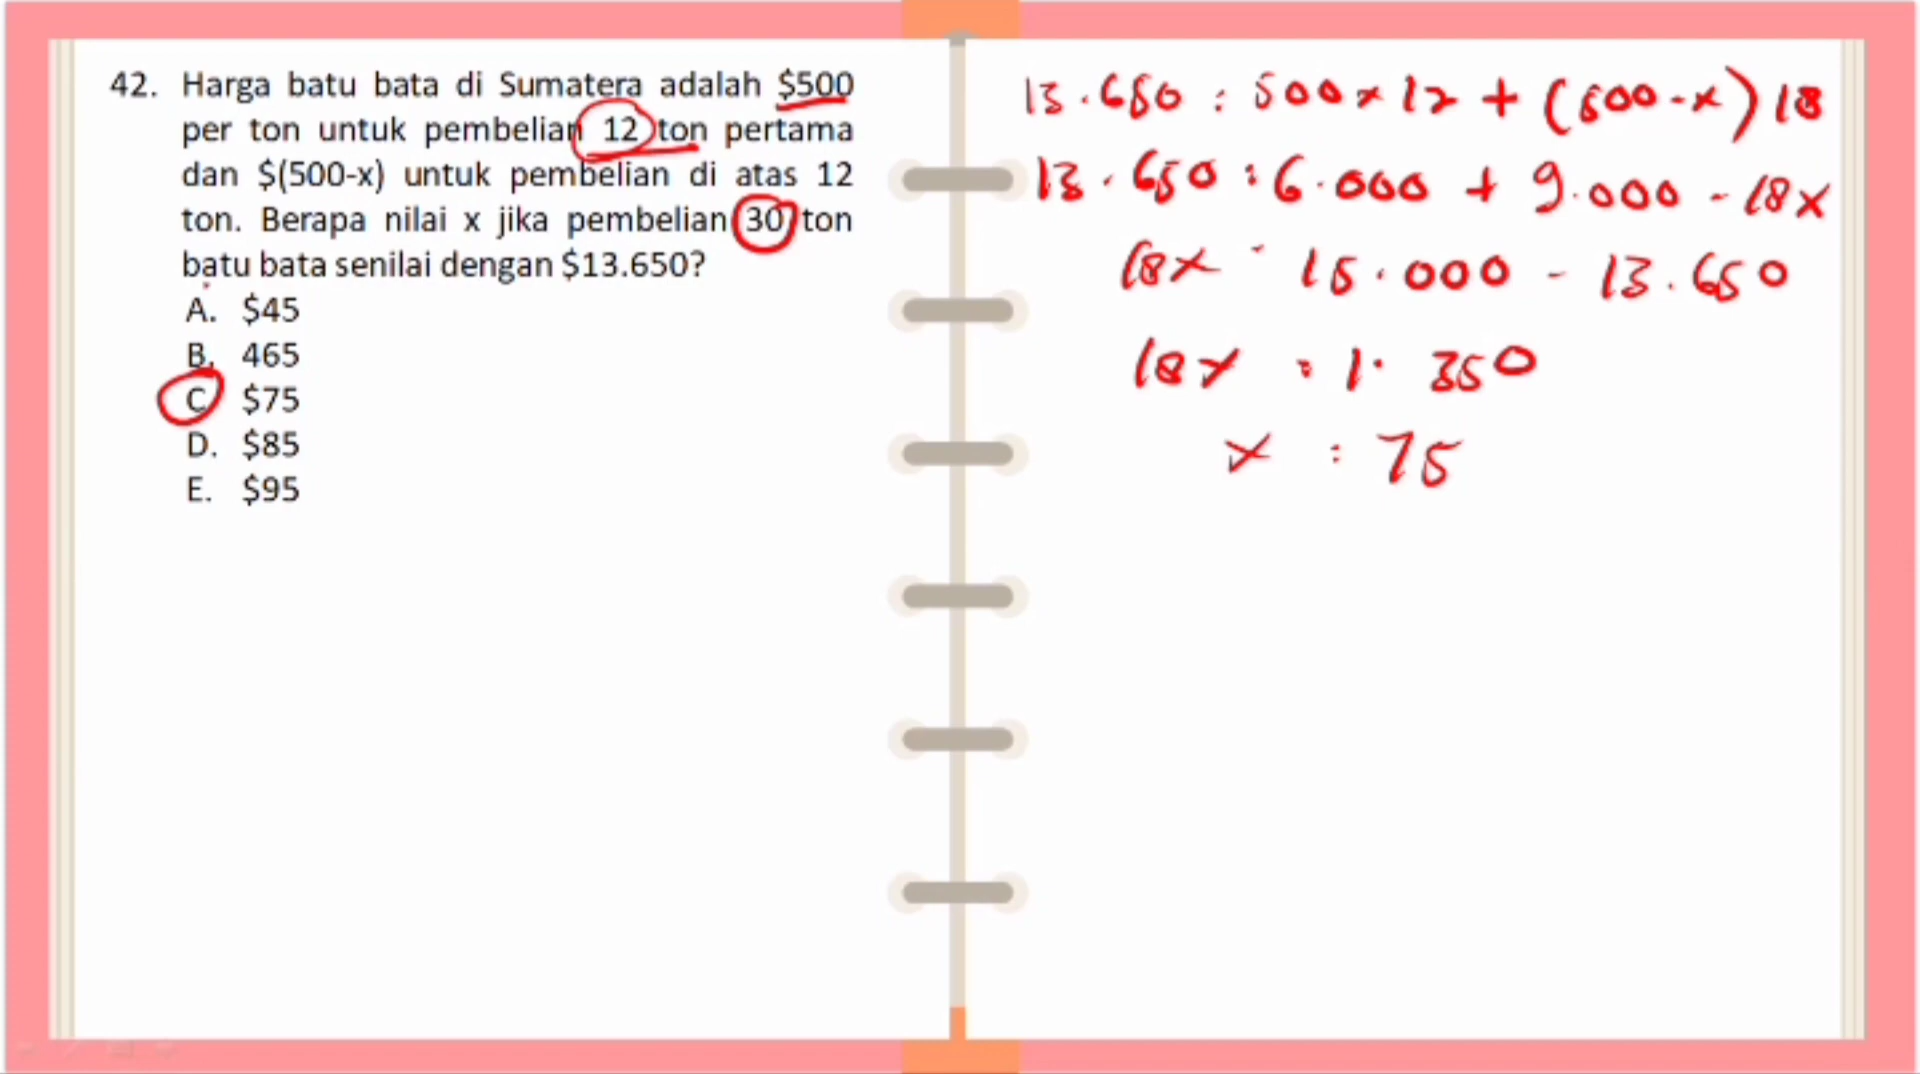 42. Harga batu bata di Sumatera adalah $500
per ton untuk pembelian 12 ton pertama
dan $(500-x) untuk pembelian di atas 12
ton. Berapa nilai x jika pembelian 30 ton
batu bata senilai dengan $13.650?
A. $45
B. 465
C $75
D. $85
E. $95
13.650 = 500 x 12 + (500-x) 18
13.650 = 6.000 + 9.000 - 18x
18x = 15.000 - 13.650
18x = 1.350
x = 75